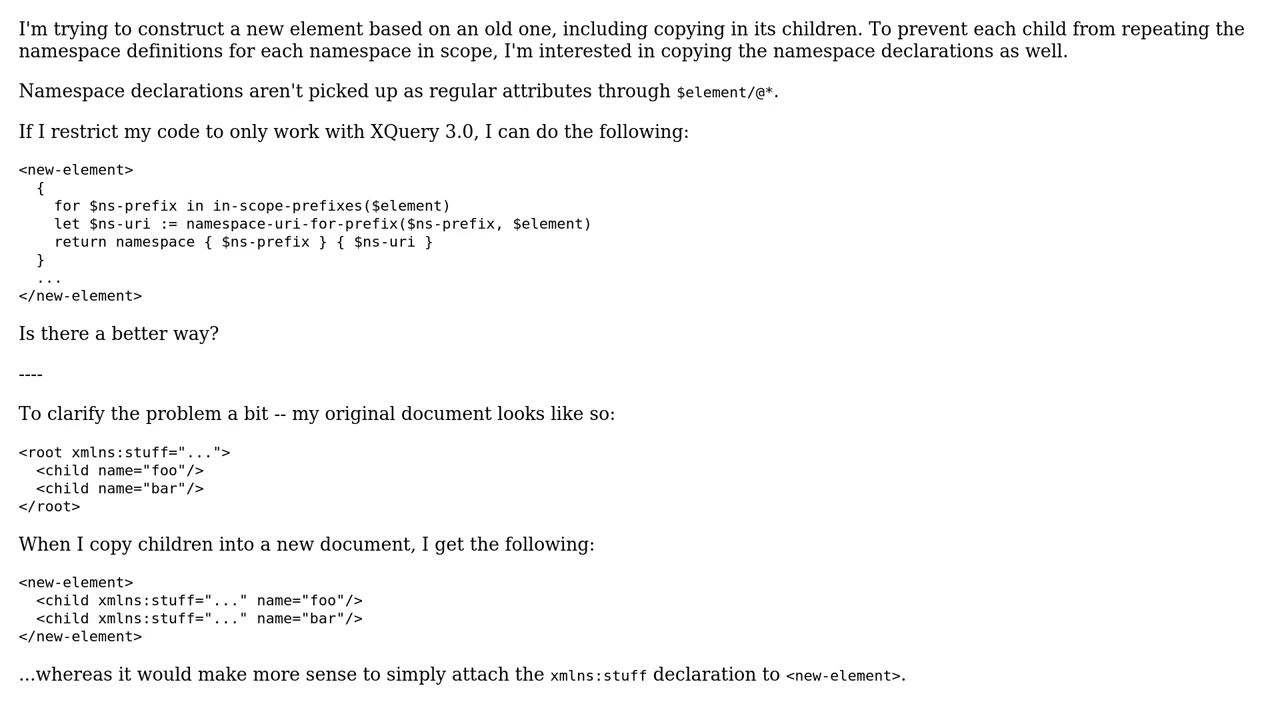 I'm trying to construct a new element based on an old one, including copying in its children. To prevent each child from repeating the
namespace definitions for each namespace in scope, I'm interested in copying the namespace declarations as well.
Namespace declarations aren't picked up as regular attributes through $element/@*.
If I restrict my code to only work with XQuery 3.0, I can do the following:
<new-element>
  {
    for $ns-prefix in in-scope-prefixes($element)
    let $ns-uri := namespace-uri-for-prefix($ns-prefix, $element)
    return namespace { $ns-prefix } { $ns-uri }
  }
  ...
</new-element>
Is there a better way?
----
To clarify the problem a bit -- my original document looks like so:
<root xmlns:stuff="...">
  <child name="foo"/>
  <child name="bar"/>
</root>
When I copy children into a new document, I get the following:
<new-element>
  <child xmlns:stuff="..." name="foo"/>
  <child xmlns:stuff="..." name="bar"/>
</new-element>
...whereas it would make more sense to simply attach the xmlns:stuff declaration to <new-element>.